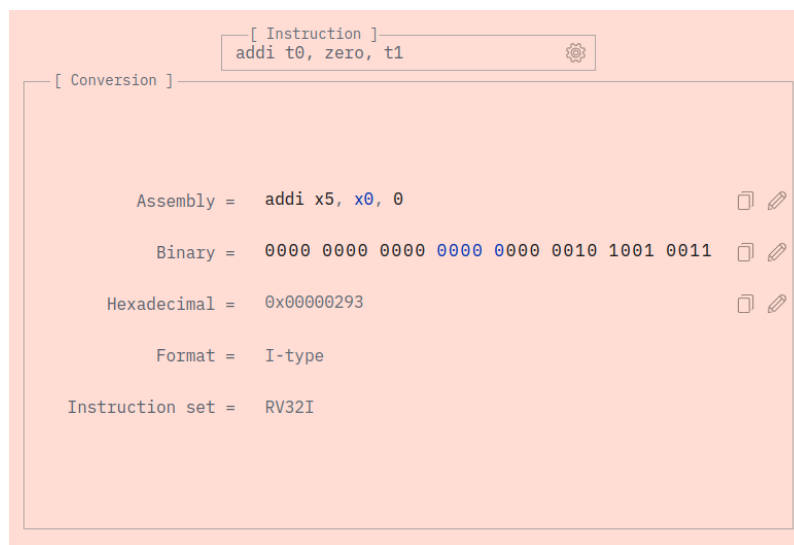 [ Instruction ]
addi t0, zero, t1
[ Conversion ]
Assembly = addi x5, x0, 0
Binary = 0000 0000 0000 0000 0000 0010 1001 0011
Hexadecimal = 0x00000293
Format = I-type
Instruction set = RV32I